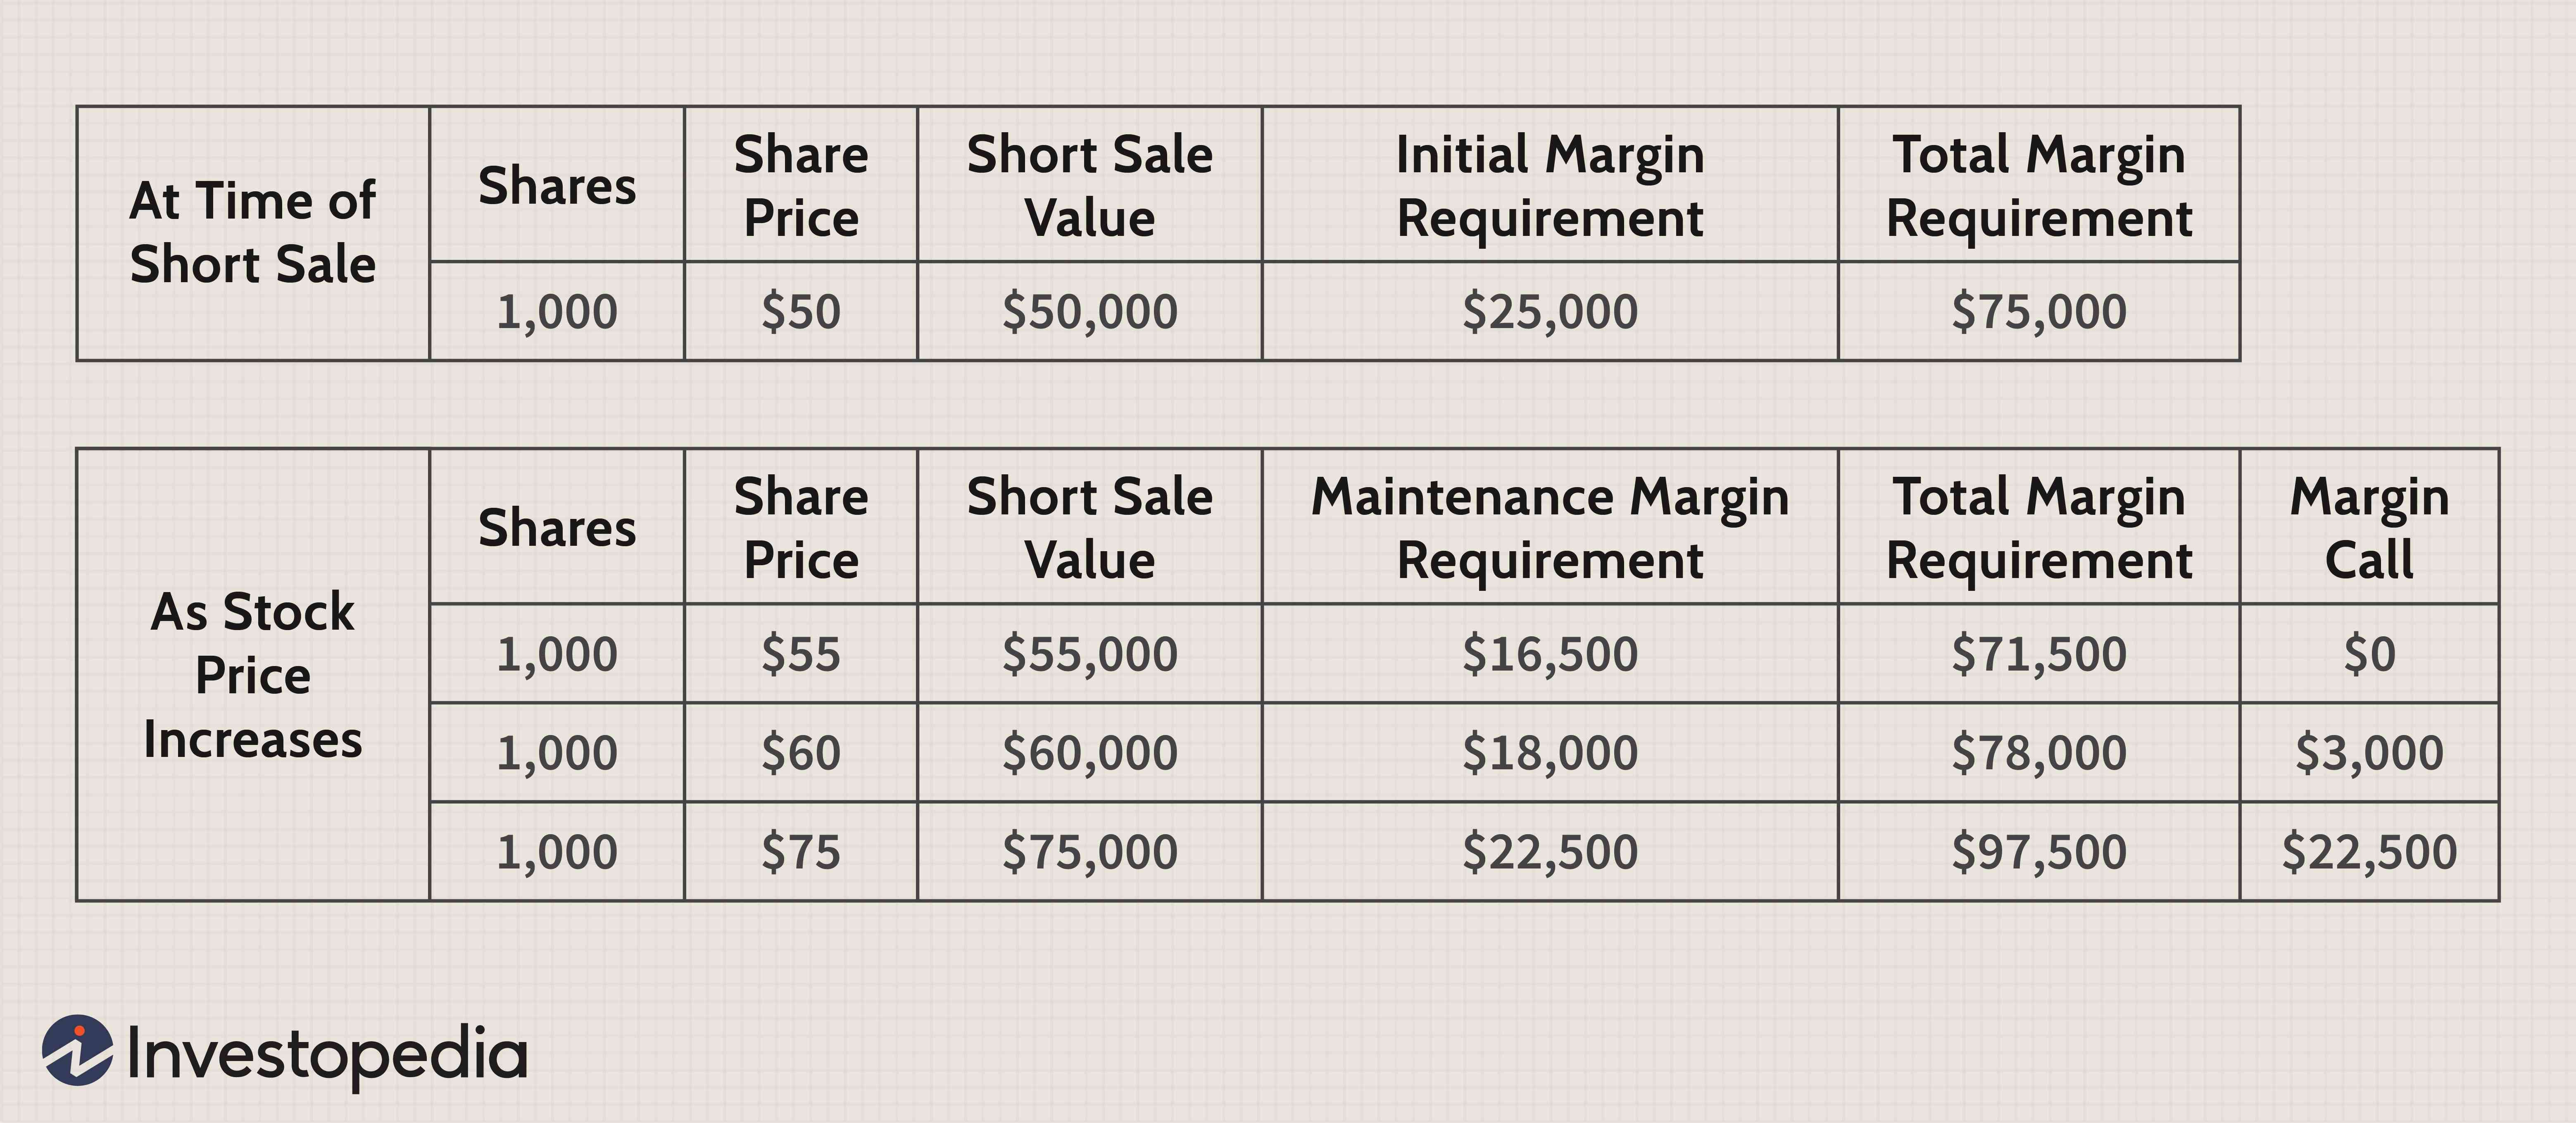 At Time of
Short Sale
Shares
Share
Price
Short Sale
Value
Initial Margin
Requirement
Total Margin
Requirement
1,000
$50
$50,000
$25,000
$75,000
As Stock
Price
Increases
Shares
Share
Price
Short Sale
Value
Maintenance Margin
Requirement
Total Margin
Requirement
Margin
Call
1,000
$55
$55,000
$16,500
$71,500
$0
1,000
$60
$60,000
$18,000
$78,000
$3,000
1,000
$75
$75,000
$22,500
$97,500
$22,500
Investopedia